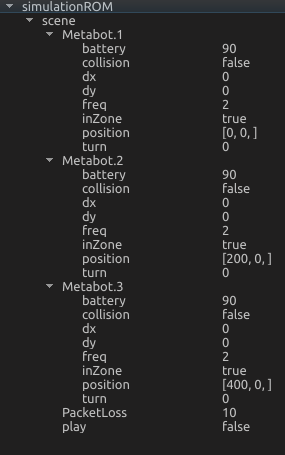 simulationROM
scene
Metabot.1
battery 90
collision false
dx 0
dy 0
freq 2
inZone true
position [0, 0, ]
turn 0
Metabot.2
battery 90
collision false
dx 0
dy 0
freq 2
inZone true
position [200, 0, ]
turn 0
Metabot.3
battery 90
collision false
dx 0
dy 0
freq 2
inZone true
position [400, 0, ]
turn 0
PacketLoss 10
play false